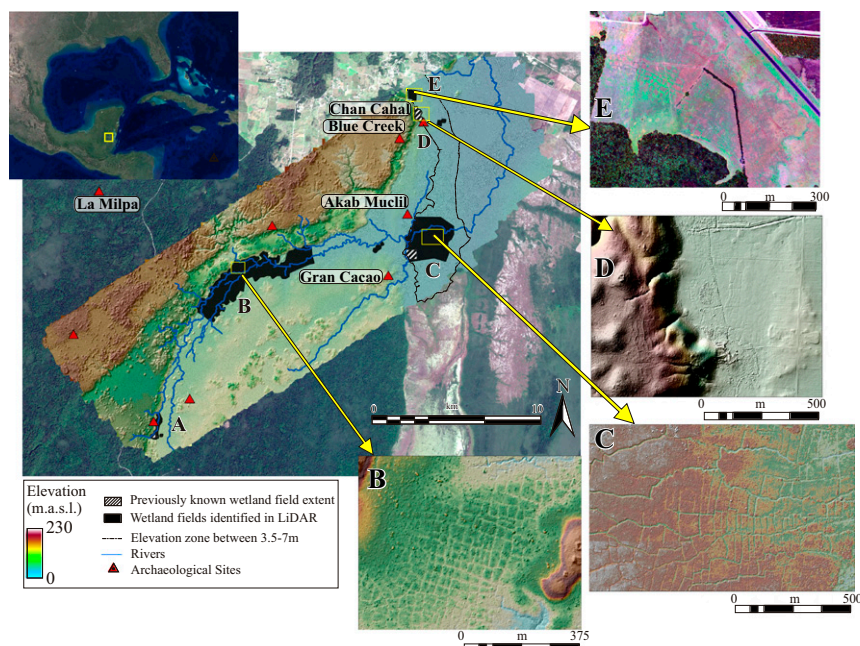 E
Chan Cahal
Blue Creek
D
La Milpa
Akab Muclil
C
Gran Cacao
B
A
N
km
0 10
E
0 m 300
D
0 m 500
C
0 m 500
B
0 m 375
Elevation
(m.a.s.l.)
230
0
Previously known wetland field extent
Wetland fields identified in LiDAR
Elevation zone between 3.5-7m
Rivers
Archaeological Sites